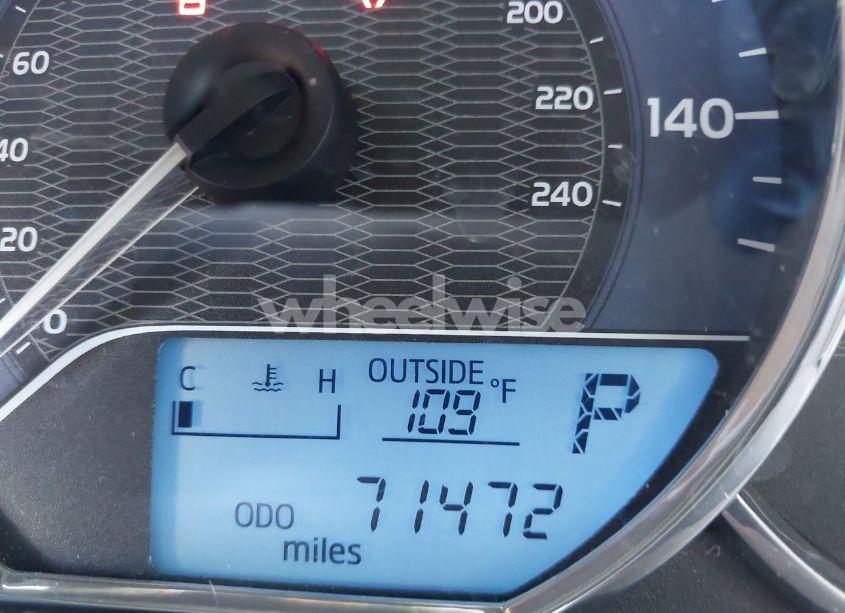 200
60
220
140
40
240
20
0
wheelwise
C H OUTSIDE
109 °F
P
ODO 71472
miles